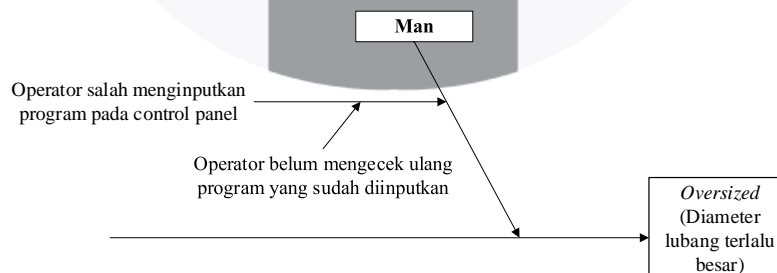 Man
Operator salah menginputkan
program pada control panel
Operator belum mengecek ulang
program yang sudah diinputkan
Oversized
(Diameter
lubang terlalu
besar)